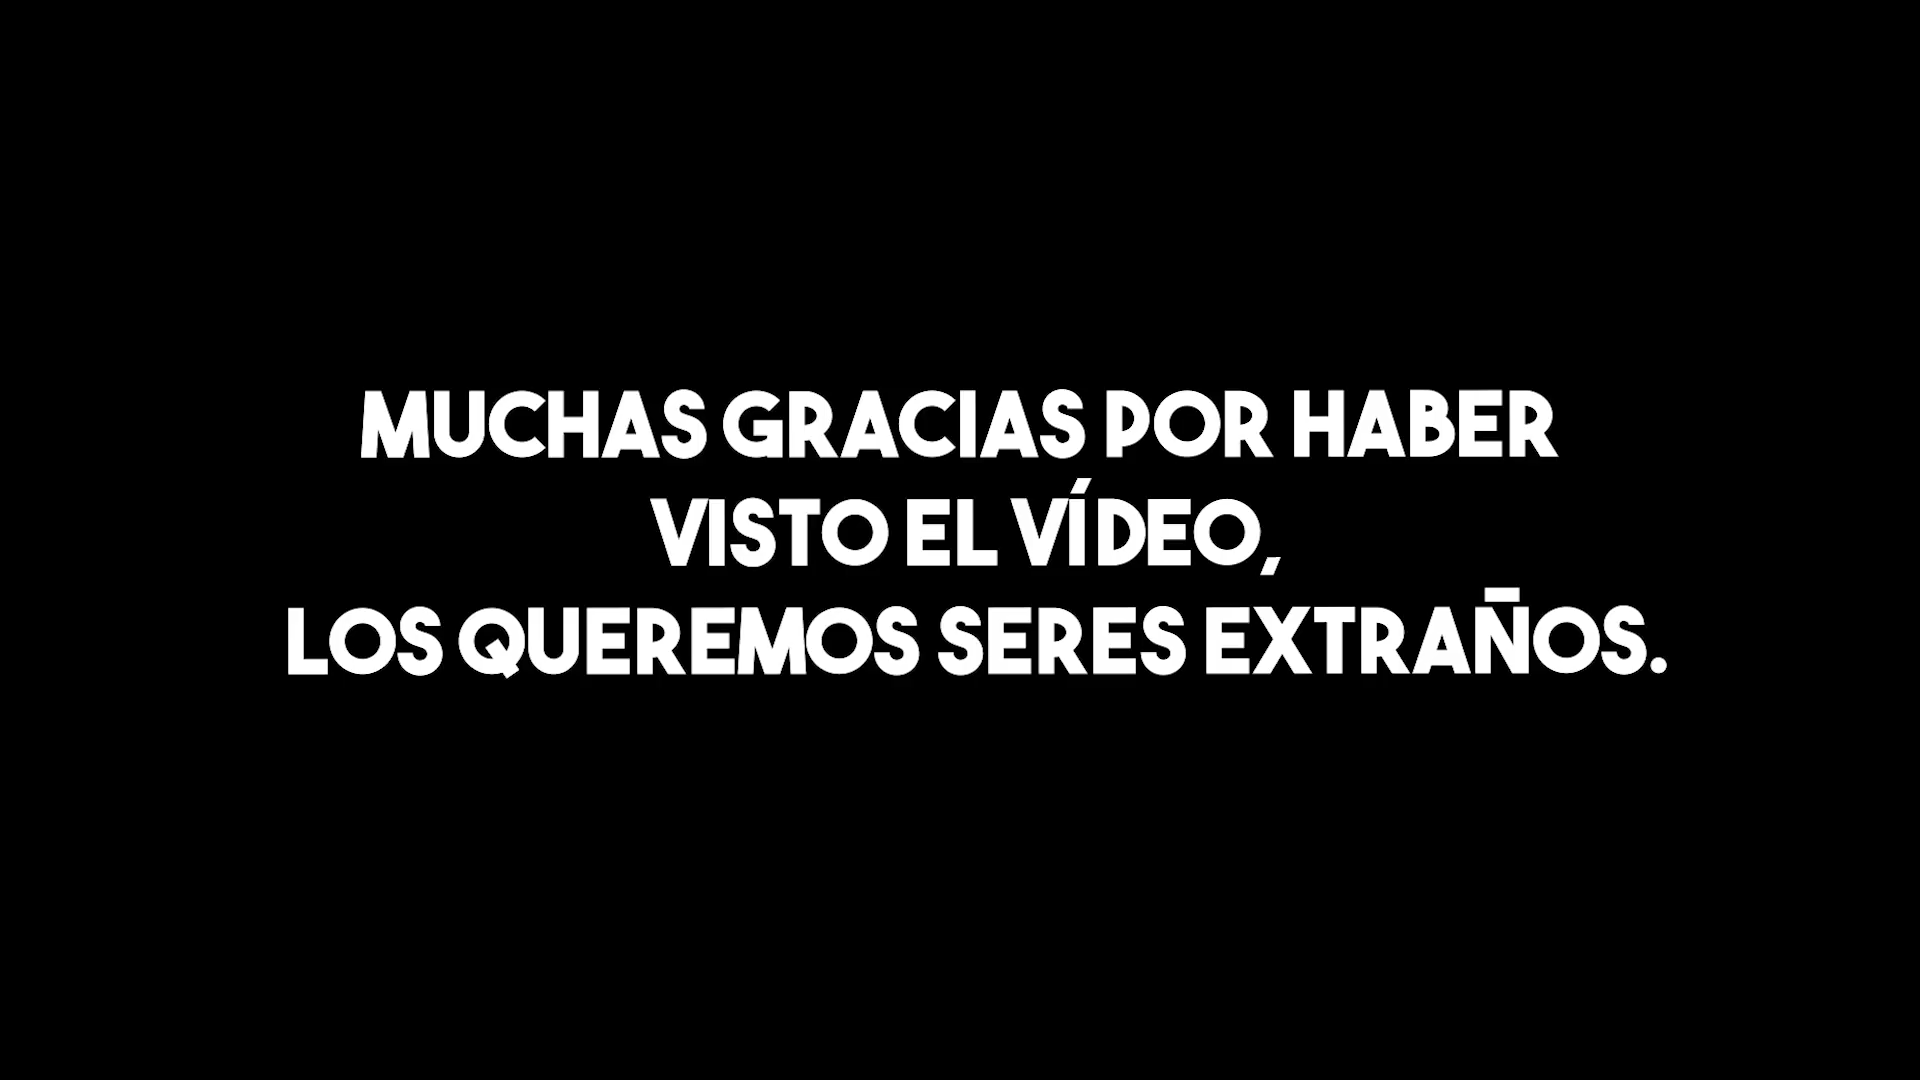 MUCHAS GRACIAS POR HABER
VISTO EL VÍDEO,
LOS QUEREMOS SERES EXTRAÑOS.